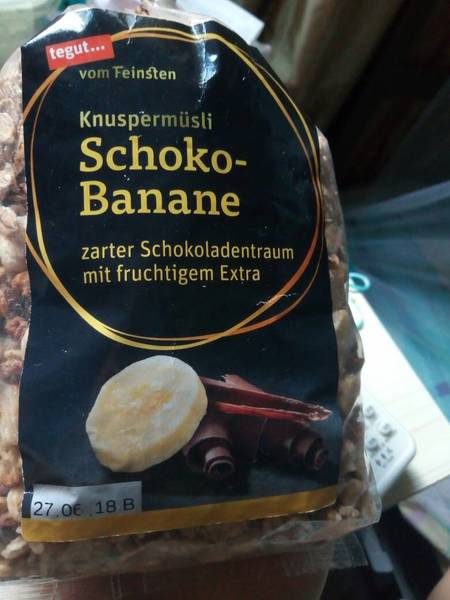 tegut...
vom Feinsten
Knuspermüsli
Schoko-
Banane
zarter Schokoladentraum
mit fruchtigem Extra
27.06.18 B